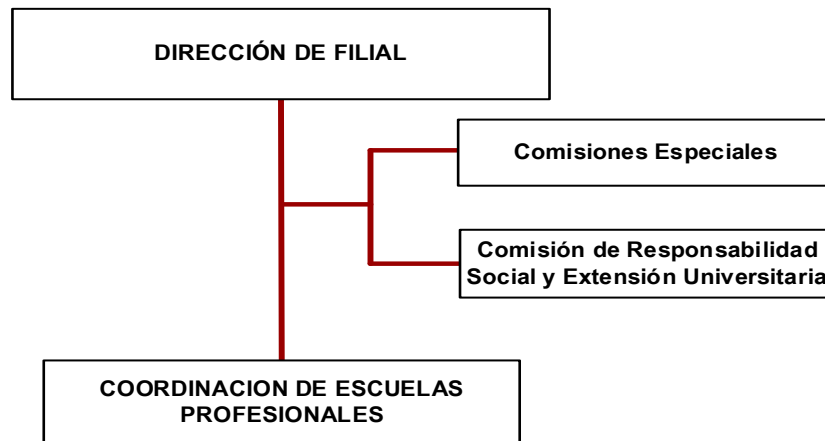 DIRECCIÓN DE FILIAL
Comisiones Especiales
Comisión de Responsabilidad
Social y Extensión Universitaria
COORDINACION DE ESCUELAS
PROFESIONALES